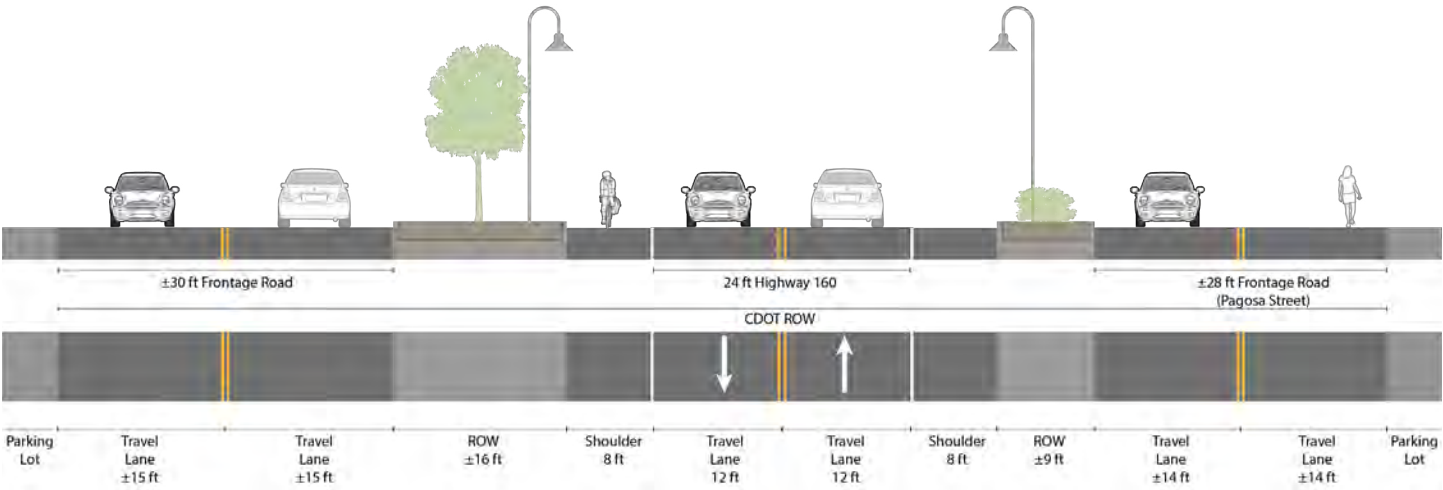 ±30 ft Frontage Road
24 ft Highway 160
±28 ft Frontage Road
(Pagosa Street)
CDOT ROW
Parking
Lot
Travel
Lane
±15 ft
Travel
Lane
±15 ft
ROW
±16 ft
Shoulder
8 ft
Travel
Lane
12 ft
Travel
Lane
12 ft
Shoulder
8 ft
ROW
±9 ft
Travel
Lane
±14 ft
Travel
Lane
±14 ft
Parking
Lot